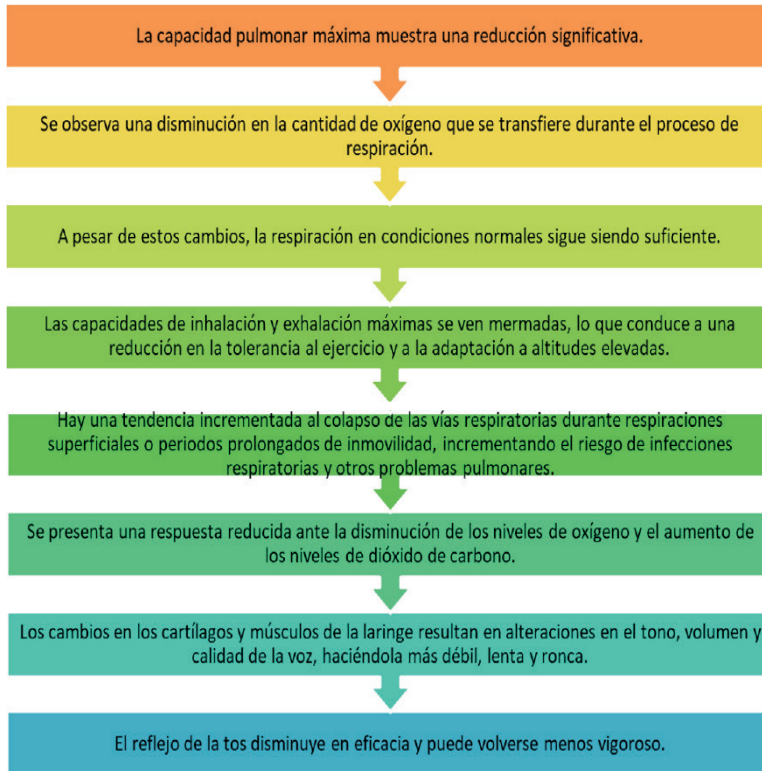 La capacidad pulmonar máxima muestra una reducción significativa.
Se observa una disminución en la cantidad de oxígeno que se transfiere durante el proceso de
respiración.
A pesar de estos cambios, la respiración en condiciones normales sigue siendo suficiente.
Las capacidades de inhalación y exhalación máximas se ven mermadas, lo que conduce a una
reducción en la tolerancia al ejercicio y a la adaptación a altitudes elevadas.
Hay una tendencia incrementada al colapso de las vías respiratorias durante respiraciones
superficiales o periodos prolongados de inmovilidad, incrementando el riesgo de infecciones
respiratorias y otros problemas pulmonares.
Se presenta una respuesta reducida ante la disminución de los niveles de oxígeno y el aumento de
los niveles de dióxido de carbono.
Los cambios en los cartílagos y músculos de la laringe resultan en alteraciones en el tono, volumen y
calidad de la voz, haciéndola más débil, lenta y ronca.
El reflejo de la tos disminuye en eficacia y puede volverse menos vigoroso.